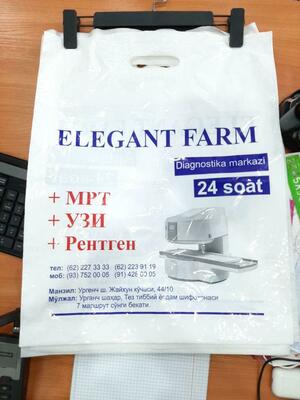 ELEGANT FARM
Diagnostika markazi
24 soat
+ МРТ
+ УЗИ
+ Рентген
тел: (62) 227 33 33 (62) 223 91 19
моб: (93) 752 00 05 (91) 428 00 05
Манзил: Урганч ш. Жайхун кўчаси, 44/10
Мўлжал: Урганч шаҳар, Тез тиббий ёрдам шифохонаси
7 маршрут сўнги бекати.